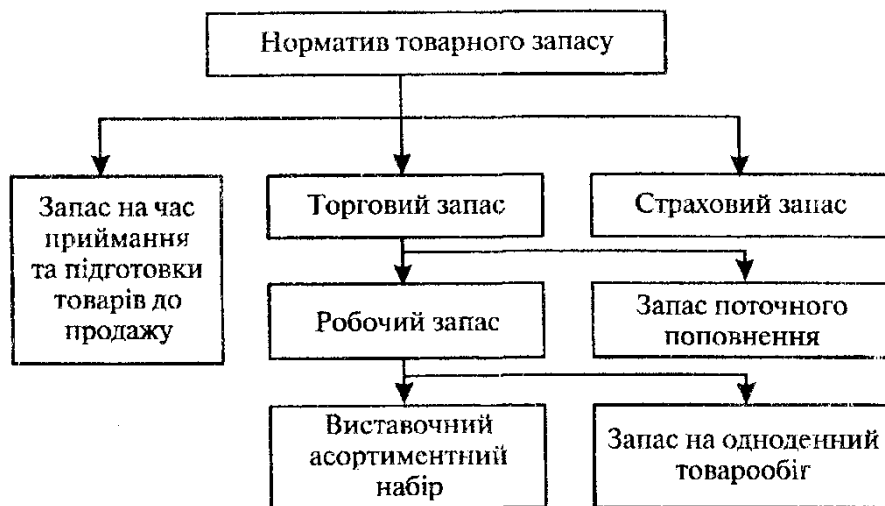 Норматив товарного запасу
Запас на час
приймання
та підготовки
товарів до
продажу
Торговий запас
Страховий запас
Робочий запас
Запас поточного
поповнення
Виставочний
асортиментний
набір
Запас на одноденний
товарообіг